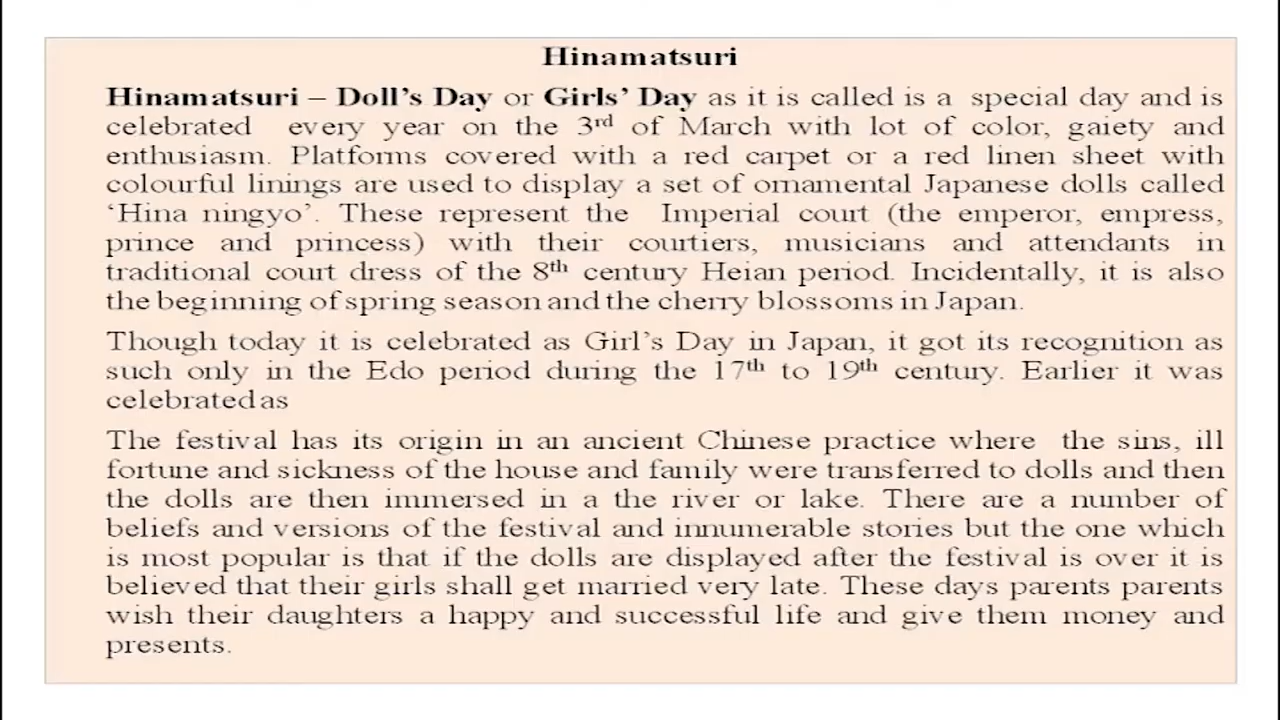 Hinamatsuri
Hinamatsuri – Doll’s Day or Girls’ Day as it is called is a special day and is
celebrated every year on the 3rd of March with lot of color, gaiety and
enthusiasm. Platforms covered with a red carpet or a red linen sheet with
colourful linings are used to display a set of ornamental Japanese dolls called
‘Hina ningyo’. These represent the Imperial court (the emperor, empress,
prince and princess) with their courtiers, musicians and attendants in
traditional court dress of the 8th century Heian period. Incidentally, it is also
the beginning of spring season and the cherry blossoms in Japan.
Though today it is celebrated as Girl’s Day in Japan, it got its recognition as
such only in the Edo period during the 17th to 19th century. Earlier it was
celebrated as
The festival has its origin in an ancient Chinese practice where the sins, ill
fortune and sickness of the house and family were transferred to dolls and then
the dolls are then immersed in a the river or lake. There are a number of
beliefs and versions of the festival and innumerable stories but the one which
is most popular is that if the dolls are displayed after the festival is over it is
believed that their girls shall get married very late. These days parents parents
wish their daughters a happy and successful life and give them money and
presents.